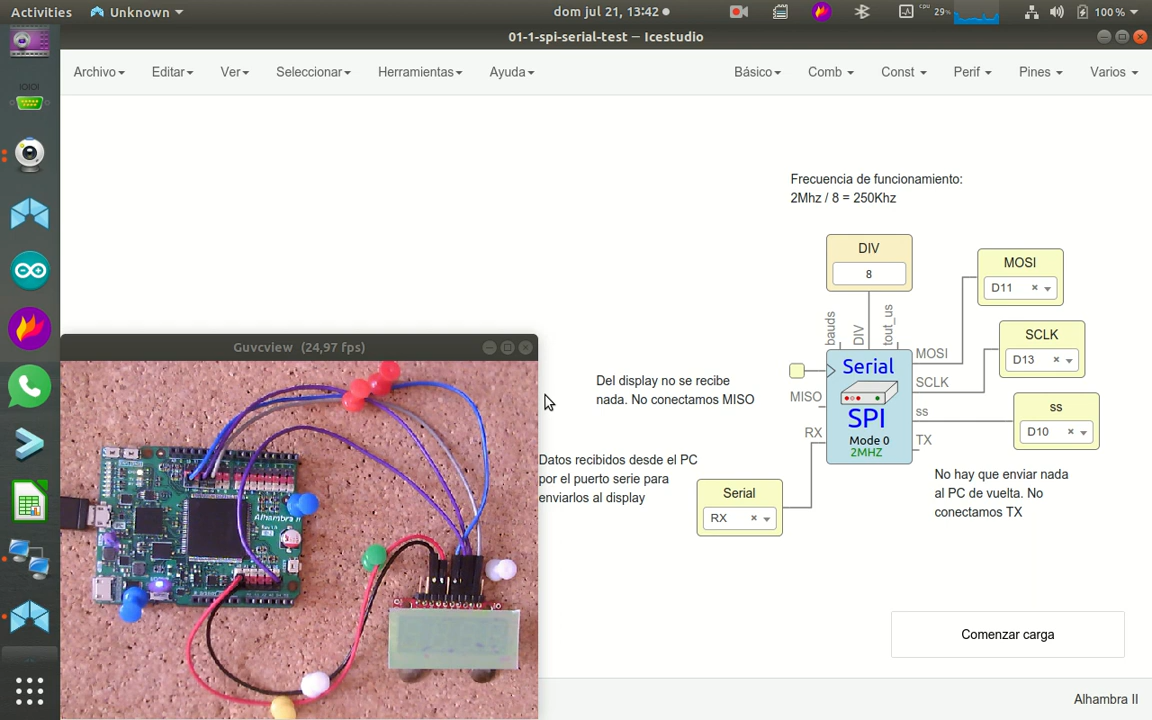 Activities
Unknown
dom jul 21, 13:42
cpu
29%
100%
01-1-spi-serial-test — Icestudio
Archivo
Editar
Ver
Seleccionar
Herramientas
Ayuda
Básico
Comb
Const
Perif
Pines
Varios
Frecuencia de funcionamiento:
2Mhz / 8 = 250Khz
DIV
8
MOSI
D11
SCLK
D13
ss
D10
bauds
DIV
tout_us
MOSI
SCLK
ss
TX
MISO
RX
Serial
SPI
Mode 0
2MHZ
Del display no se recibe
nada. No conectamos MISO
Datos recibidos desde el PC
por el puerto serie para
enviarlos al display
Serial
RX
No hay que enviar nada
al PC de vuelta. No
conectamos TX
Guvcview (24,97 fps)
Alhambra II
Comenzar carga
Alhambra II